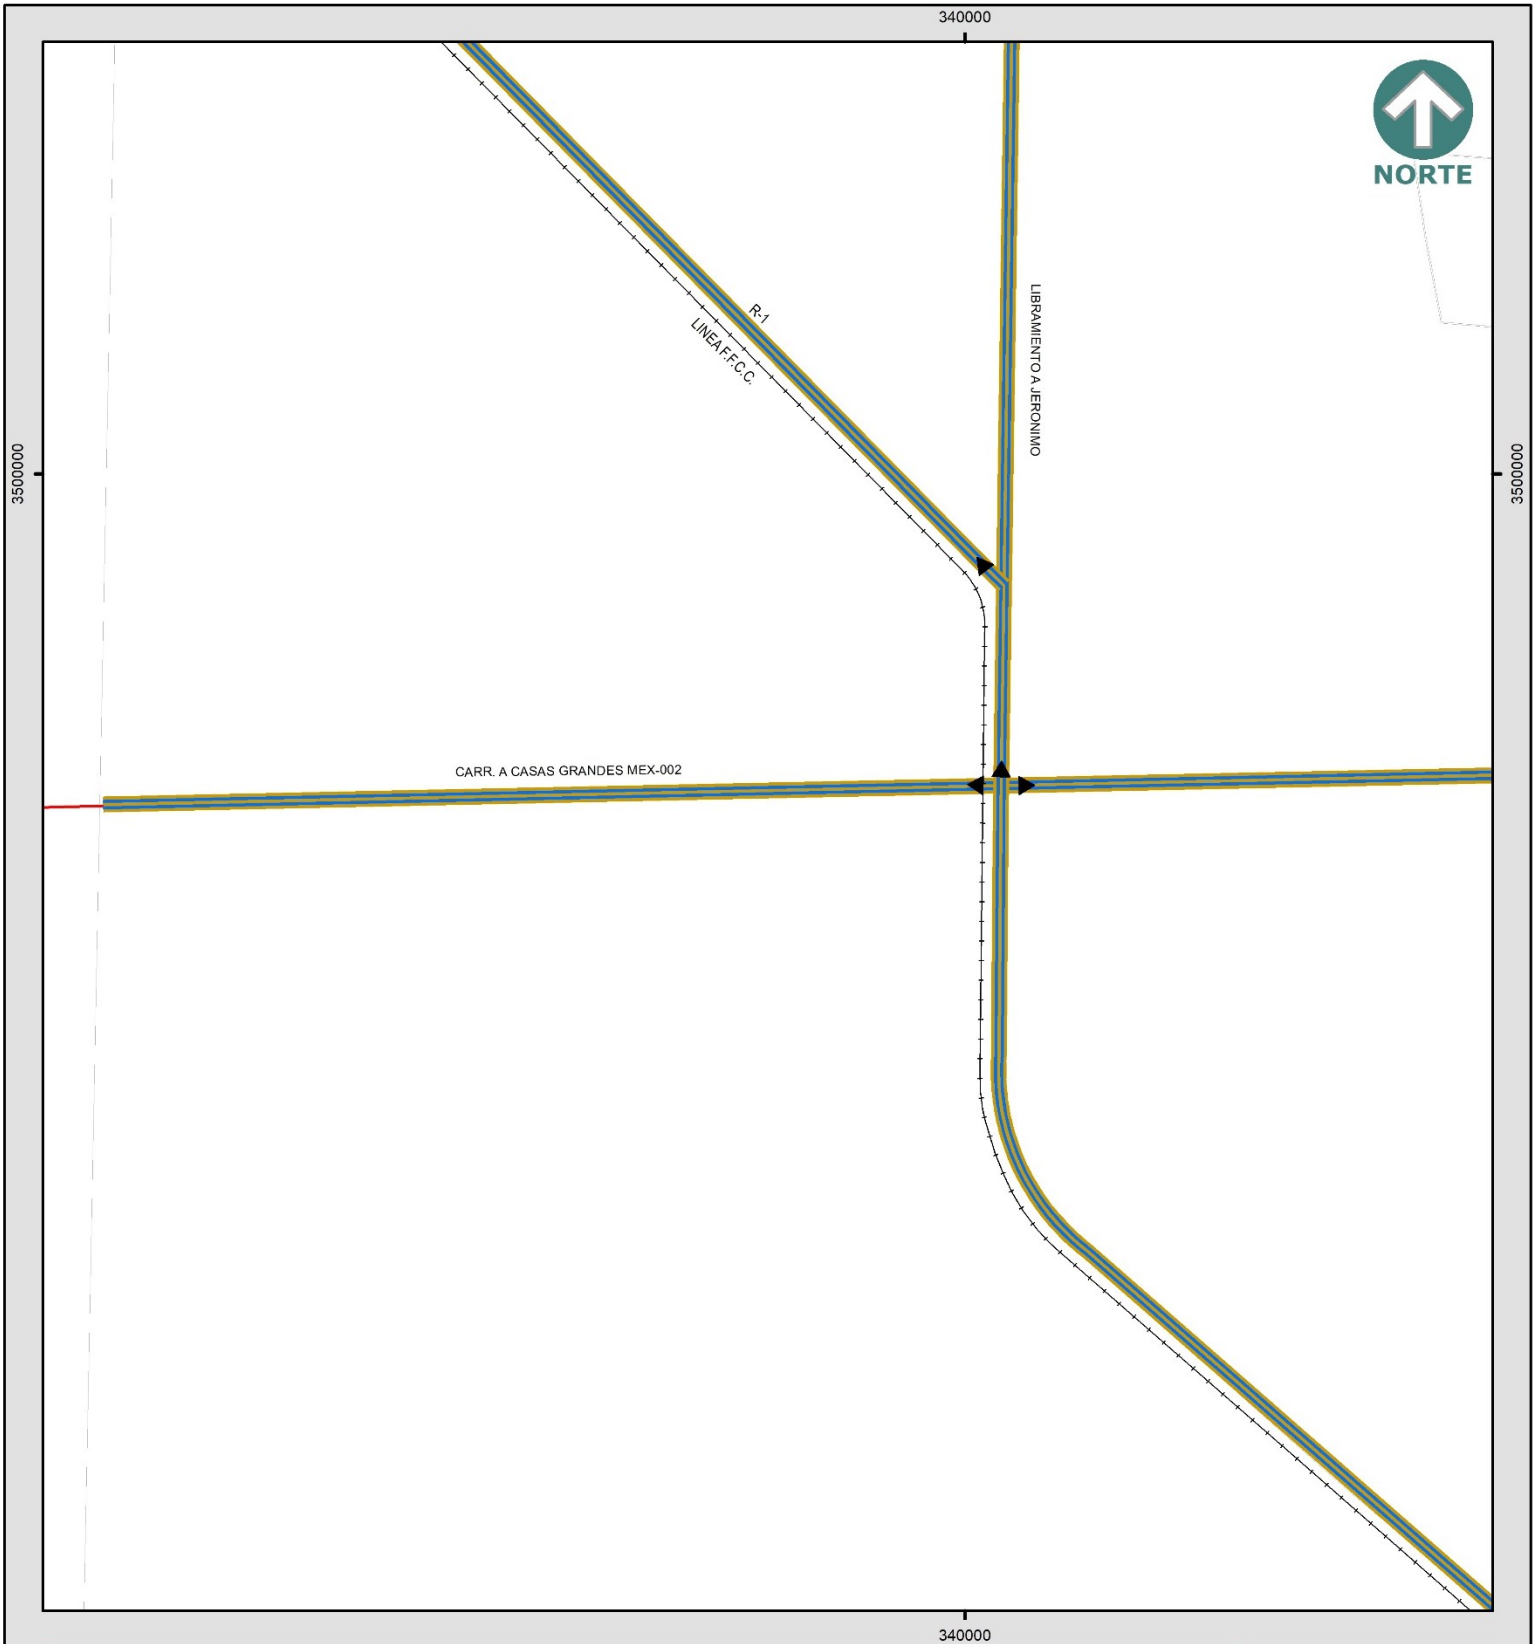 340000
NORTE
R-1
LINEA F.F.C.C.
LIBRAMIENTO A JERONIMO
3500000
3500000
CARR. A CASAS GRANDES MEX-002
340000